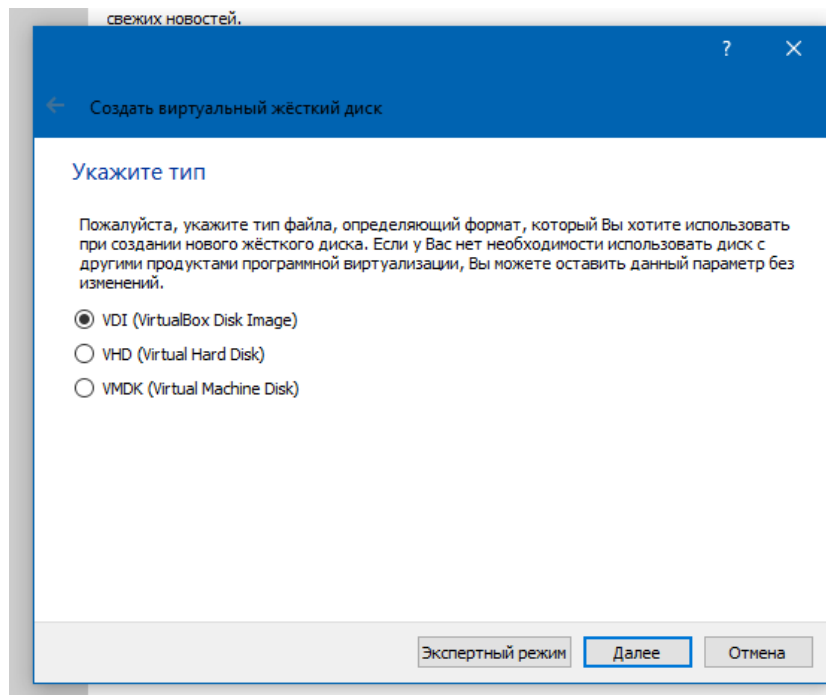 свежих новостей.
?
Создать виртуальный жёсткий диск
Укажите тип
Пожалуйста, укажите тип файла, определяющий формат, который Вы хотите использовать
при создании нового жёсткого диска. Если у Вас нет необходимости использовать диск с
другими продуктами программной виртуализации, Вы можете оставить данный параметр без
изменений.
VDI (VirtualBox Disk Image)
VHD (Virtual Hard Disk)
VMDK (Virtual Machine Disk)
Экспертный режим Далее Отмена